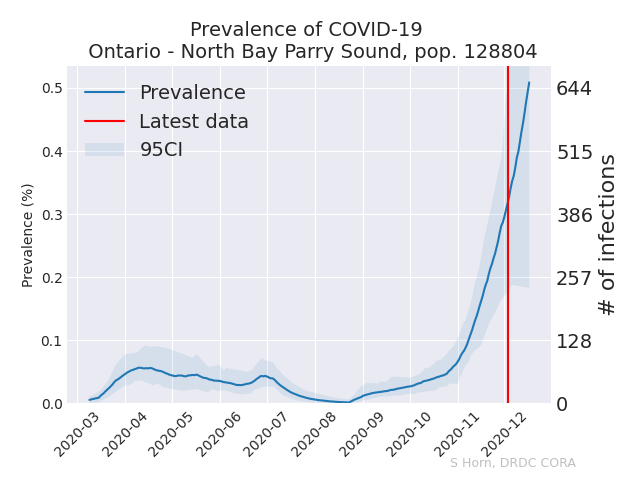 Prevalence of COVID-19
Ontario - North Bay Parry Sound, pop. 128804
Prevalence
Latest data
95CI
Prevalence (%)
0.5
0.4
0.3
0.2
0.1
0.0
644
515
386
257
128
0
# of infections
2020-03
2020-04
2020-05
2020-06
2020-07
2020-08
2020-09
2020-10
2020-11
2020-12
S Horn, DRDC CORA